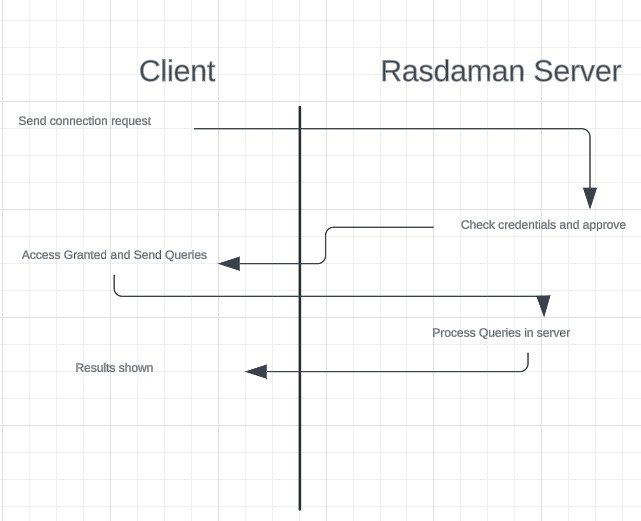 Client
Rasdaman Server
Send connection request
Check credentials and approve
Access Granted and Send Queries
Process Queries in server
Results shown